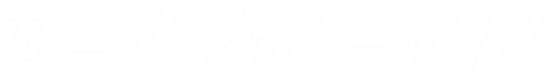 E = c² √(m² − p²/c²